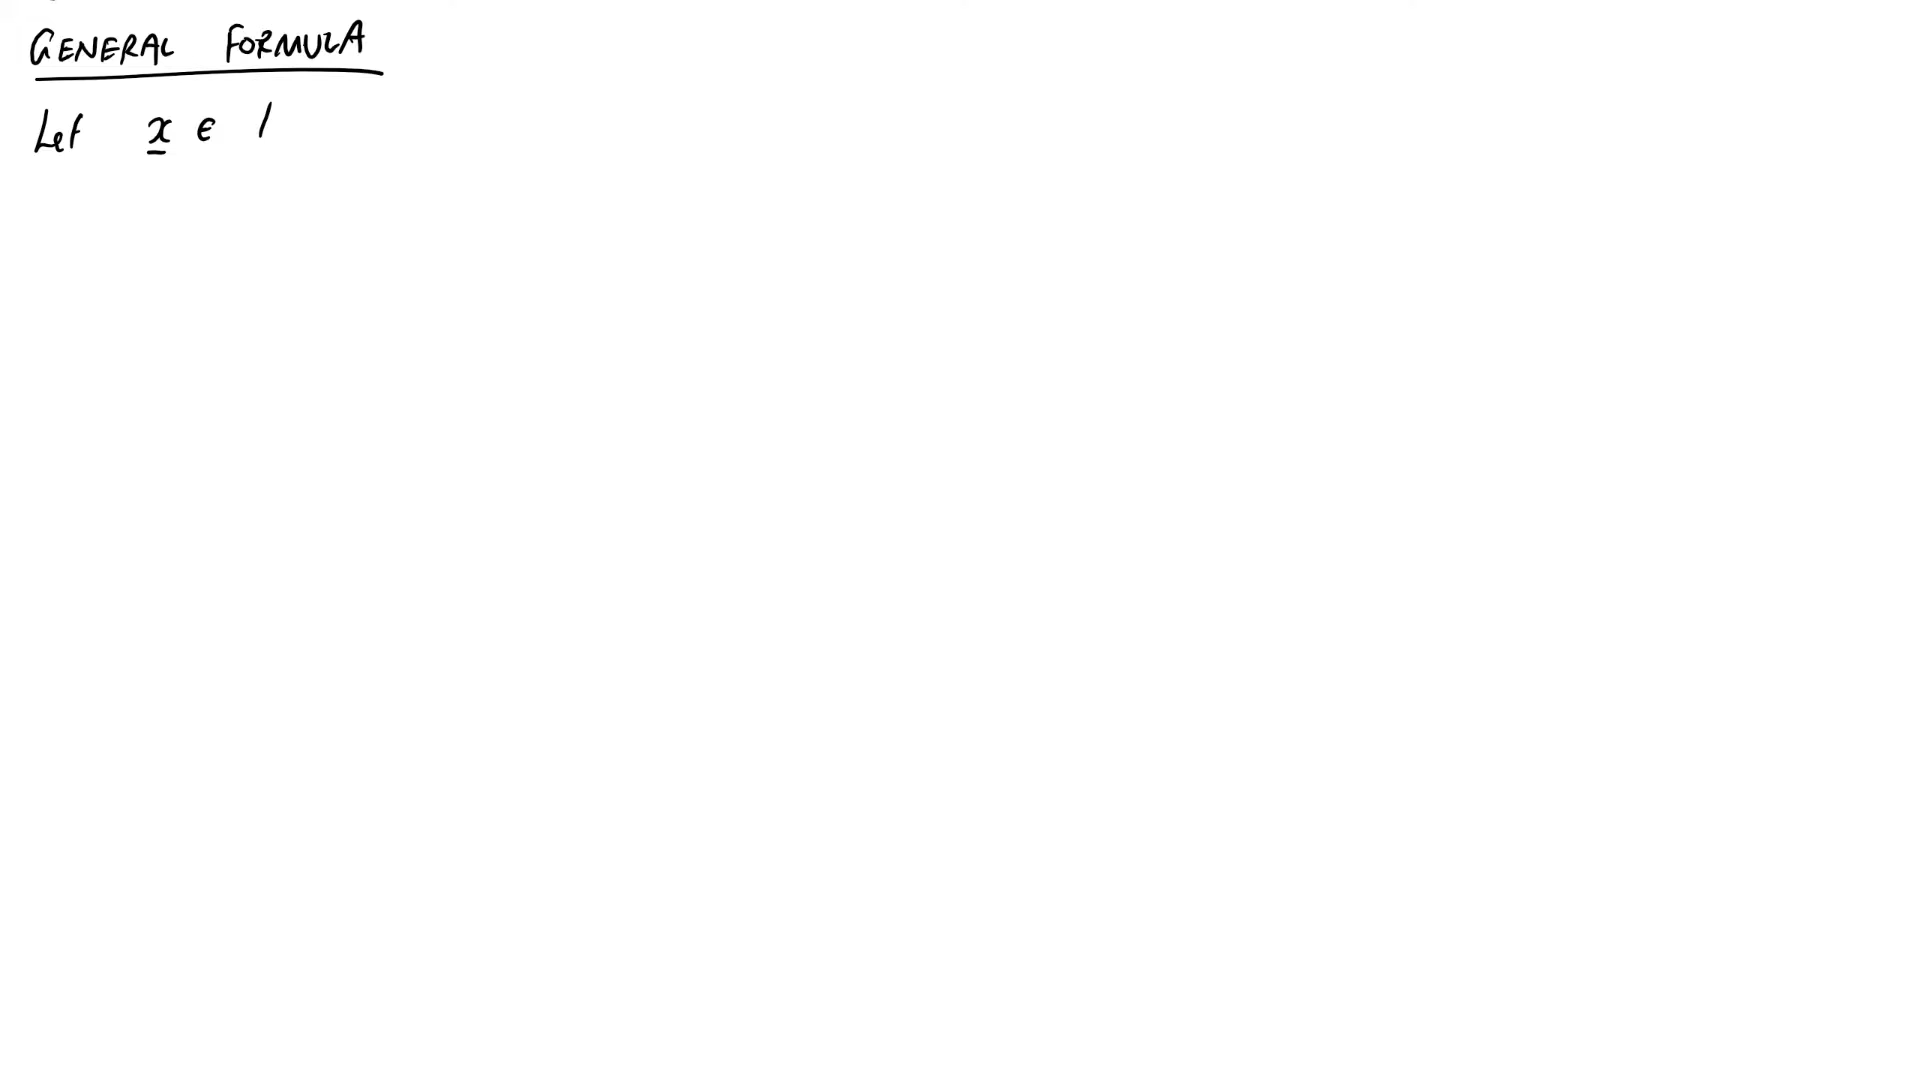 GENERAL FORMULA
Let x ∈ /